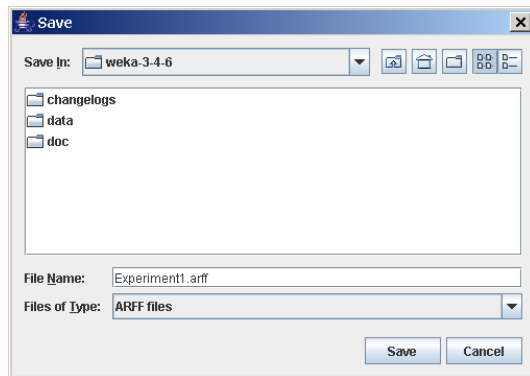 Save
Save In: weka-3-4-6
changelogs
data
doc
File Name: Experiment1.arff
Files of Type: ARFF files
Save Cancel